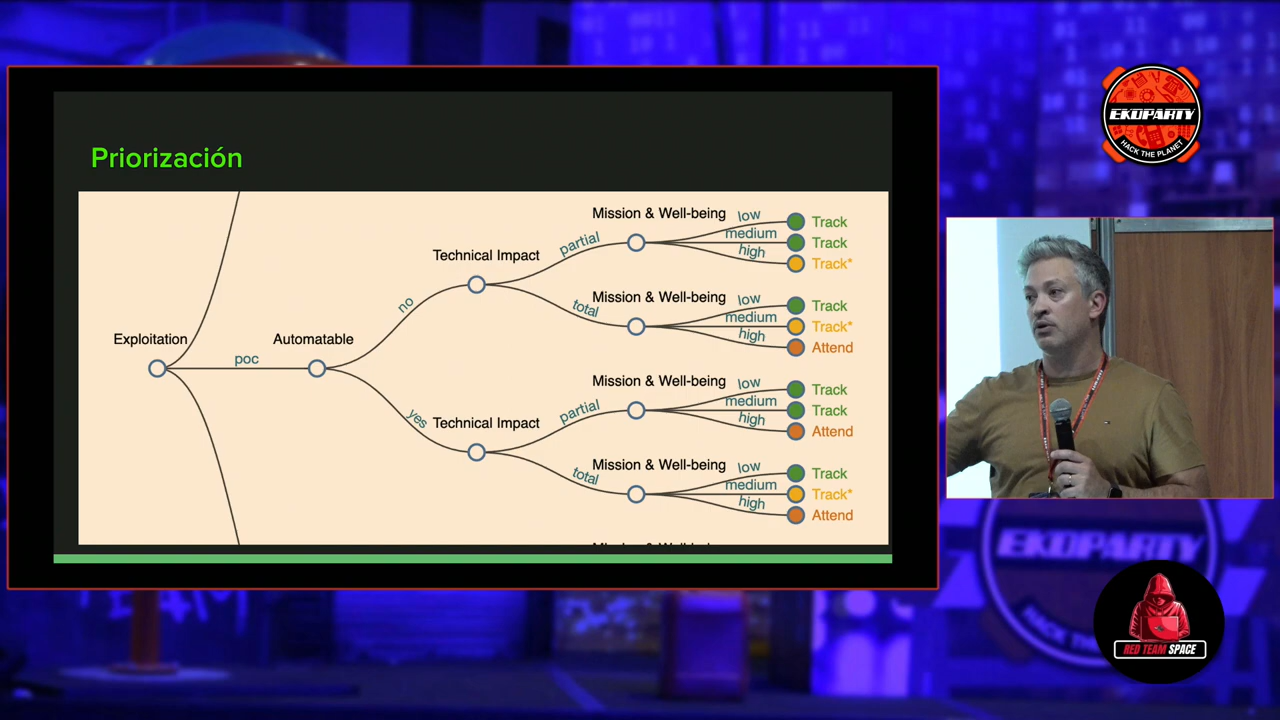 Priorización
Exploitation
poc
Automatable
no
yes
Technical Impact
partial
total
Mission & Well-being
low
medium
high
Track
Track
Track*
Mission & Well-being
low
medium
high
Track
Track*
Attend
Technical Impact
partial
total
Mission & Well-being
low
medium
high
Track
Track
Attend
Mission & Well-being
low
medium
high
Track
Track*
Attend
EKOPARTY
HACK THE PLANET
EKOPARTY
RED TEAM SPACE